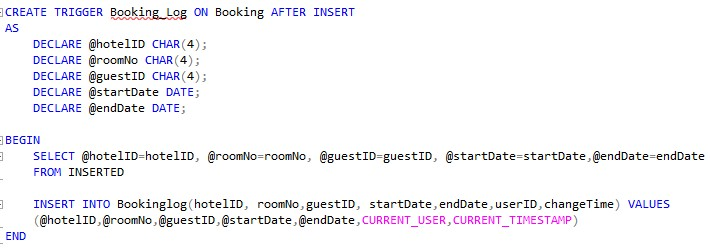 CREATE TRIGGER Booking_Log ON Booking AFTER INSERT
AS
DECLARE @hotelID CHAR(4);
DECLARE @roomNo CHAR(4);
DECLARE @guestID CHAR(4);
DECLARE @startDate DATE;
DECLARE @endDate DATE;
BEGIN
SELECT @hotelID=hotelID, @roomNo=roomNo, @guestID=guestID, @startDate=startDate,@endDate=endDate
FROM INSERTED
INSERT INTO Bookinglog(hotelID, roomNo,guestID, startDate,endDate,userID,changeTime) VALUES
(@hotelID,@roomNo,@guestID,@startDate,@endDate,CURRENT_USER,CURRENT_TIMESTAMP)
END